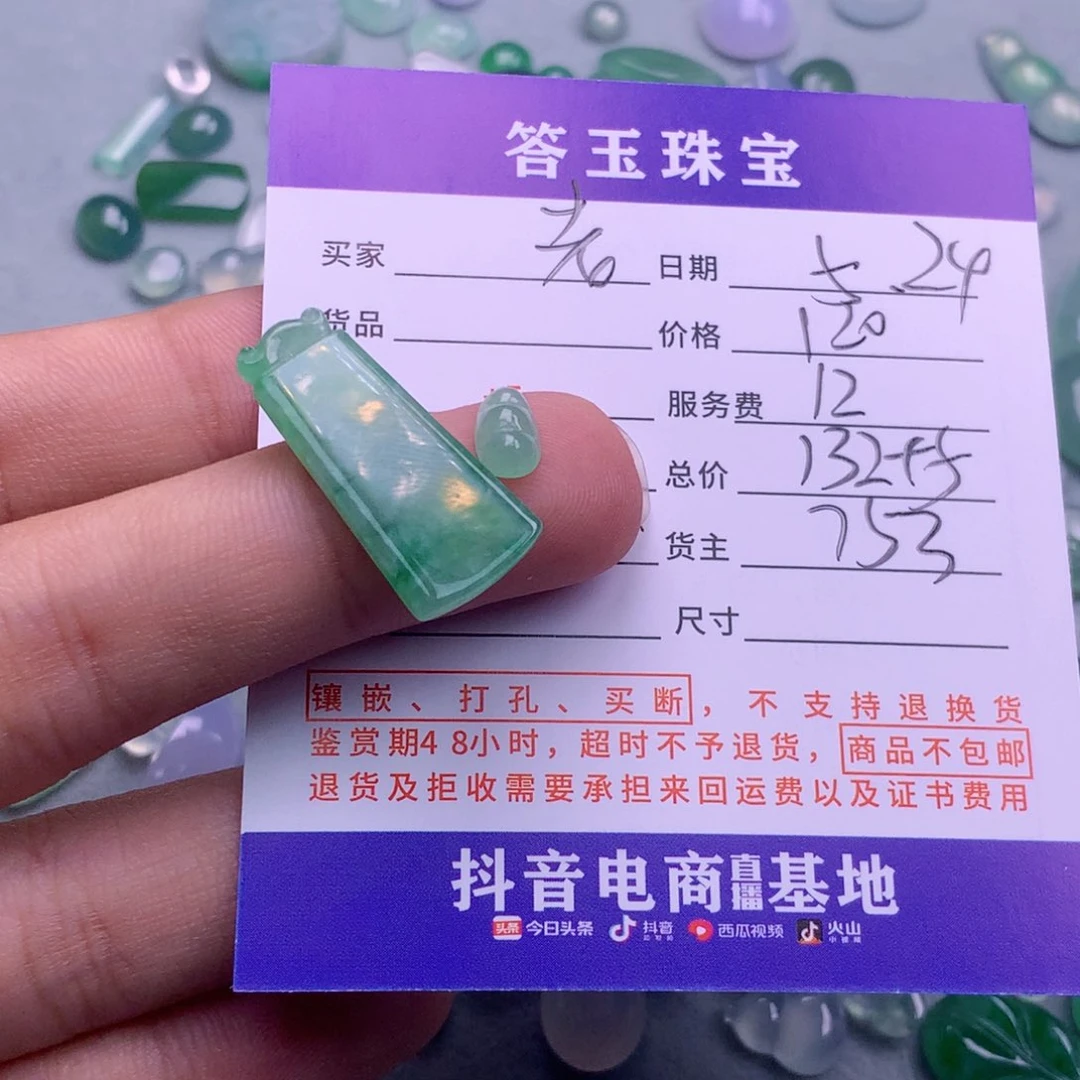 答玉珠宝
买家 日期 .24
货品 价格 120
服务费 12
总价 132+
货主 753
尺寸
镶嵌、打孔、买断，不支持退换货
鉴赏期48小时，超时不予退货，商品不包邮
退货及拒收需要承担来回运费以及证书费用
抖音电商直播基地
头条 今日头条 抖音 西瓜视频 火山